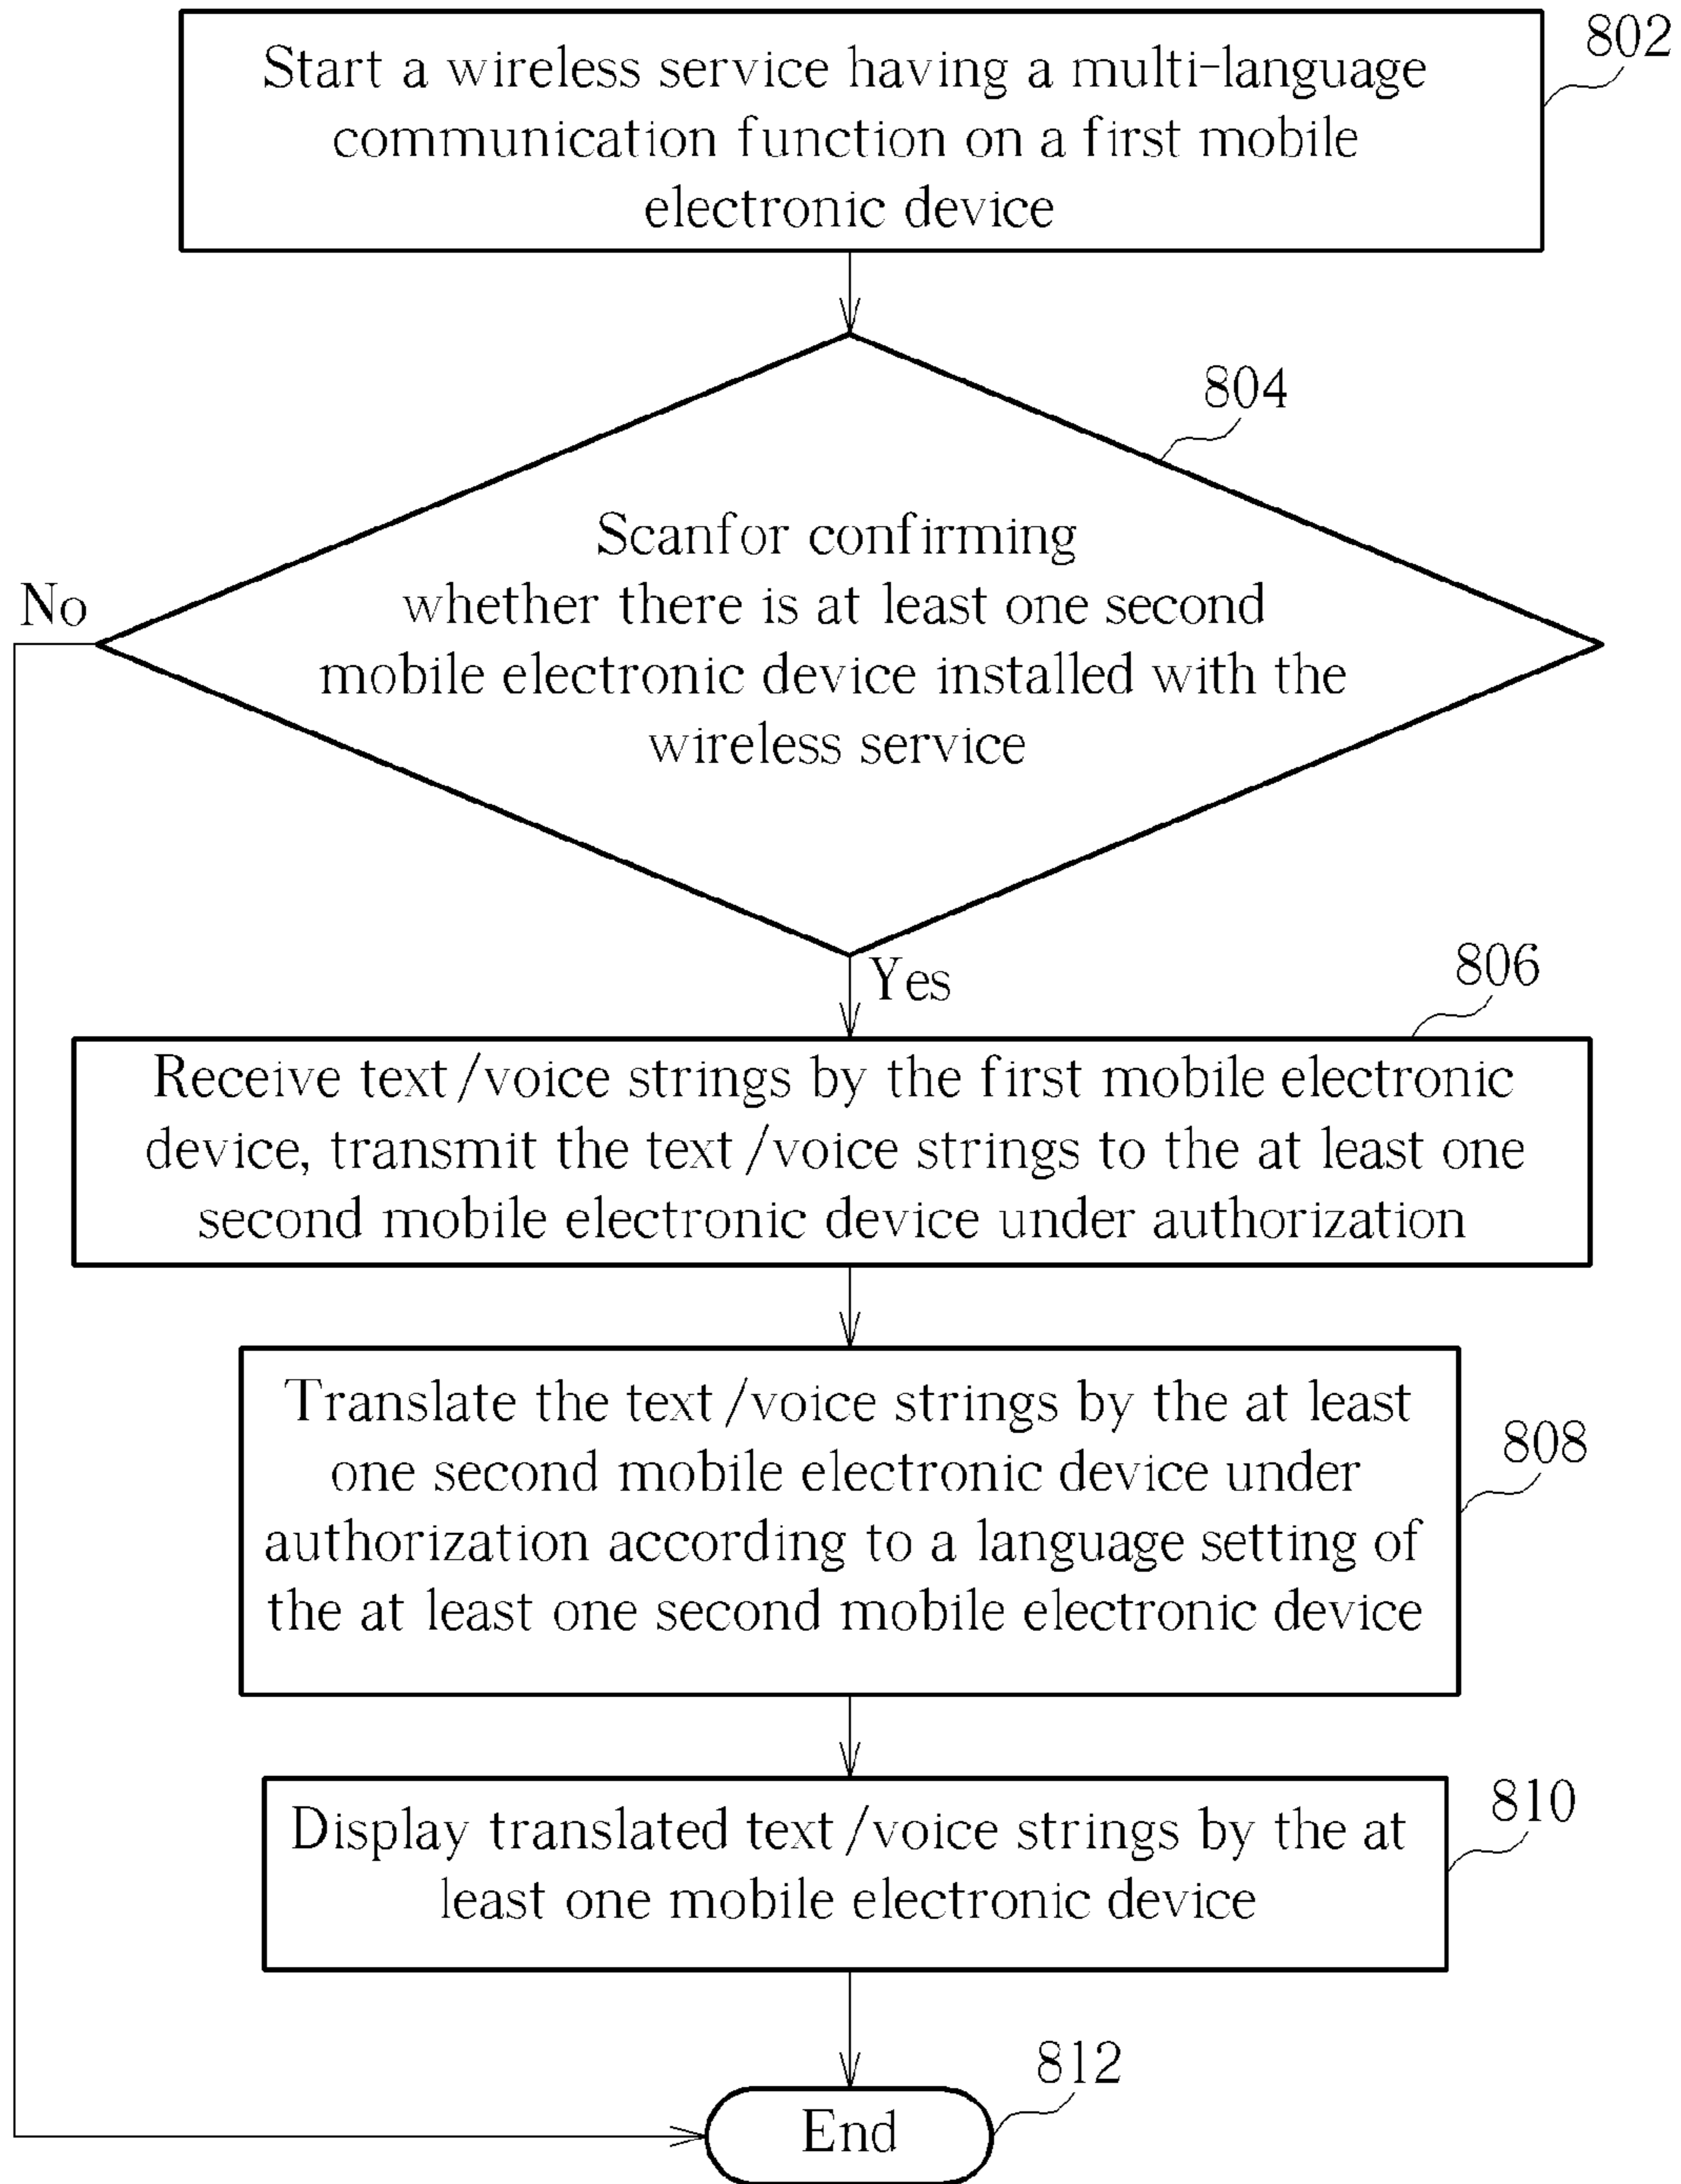 Start a wireless service having a multi-language
communication function on a first mobile
electronic device
802
804
Scanfor confirming
whether there is at least one second
mobile electronic device installed with the
wireless service
No
Yes
806
Receive text/voice strings by the first mobile electronic
device, transmit the text/voice strings to the at least one
second mobile electronic device under authorization
Translate the text/voice strings by the at least
one second mobile electronic device under
authorization according to a language setting of
the at least one second mobile electronic device
808
Display translated text/voice strings by the at
least one mobile electronic device
810
812
End